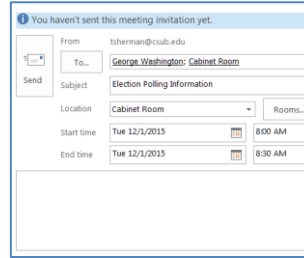 You haven't sent this meeting invitation yet.
From tsherman@csub.edu
To... George Washington; Cabinet Room
Send
Subject Election Polling Information
Location Cabinet Room Rooms...
Start time Tue 12/1/2015 8:00 AM
End time Tue 12/1/2015 8:30 AM